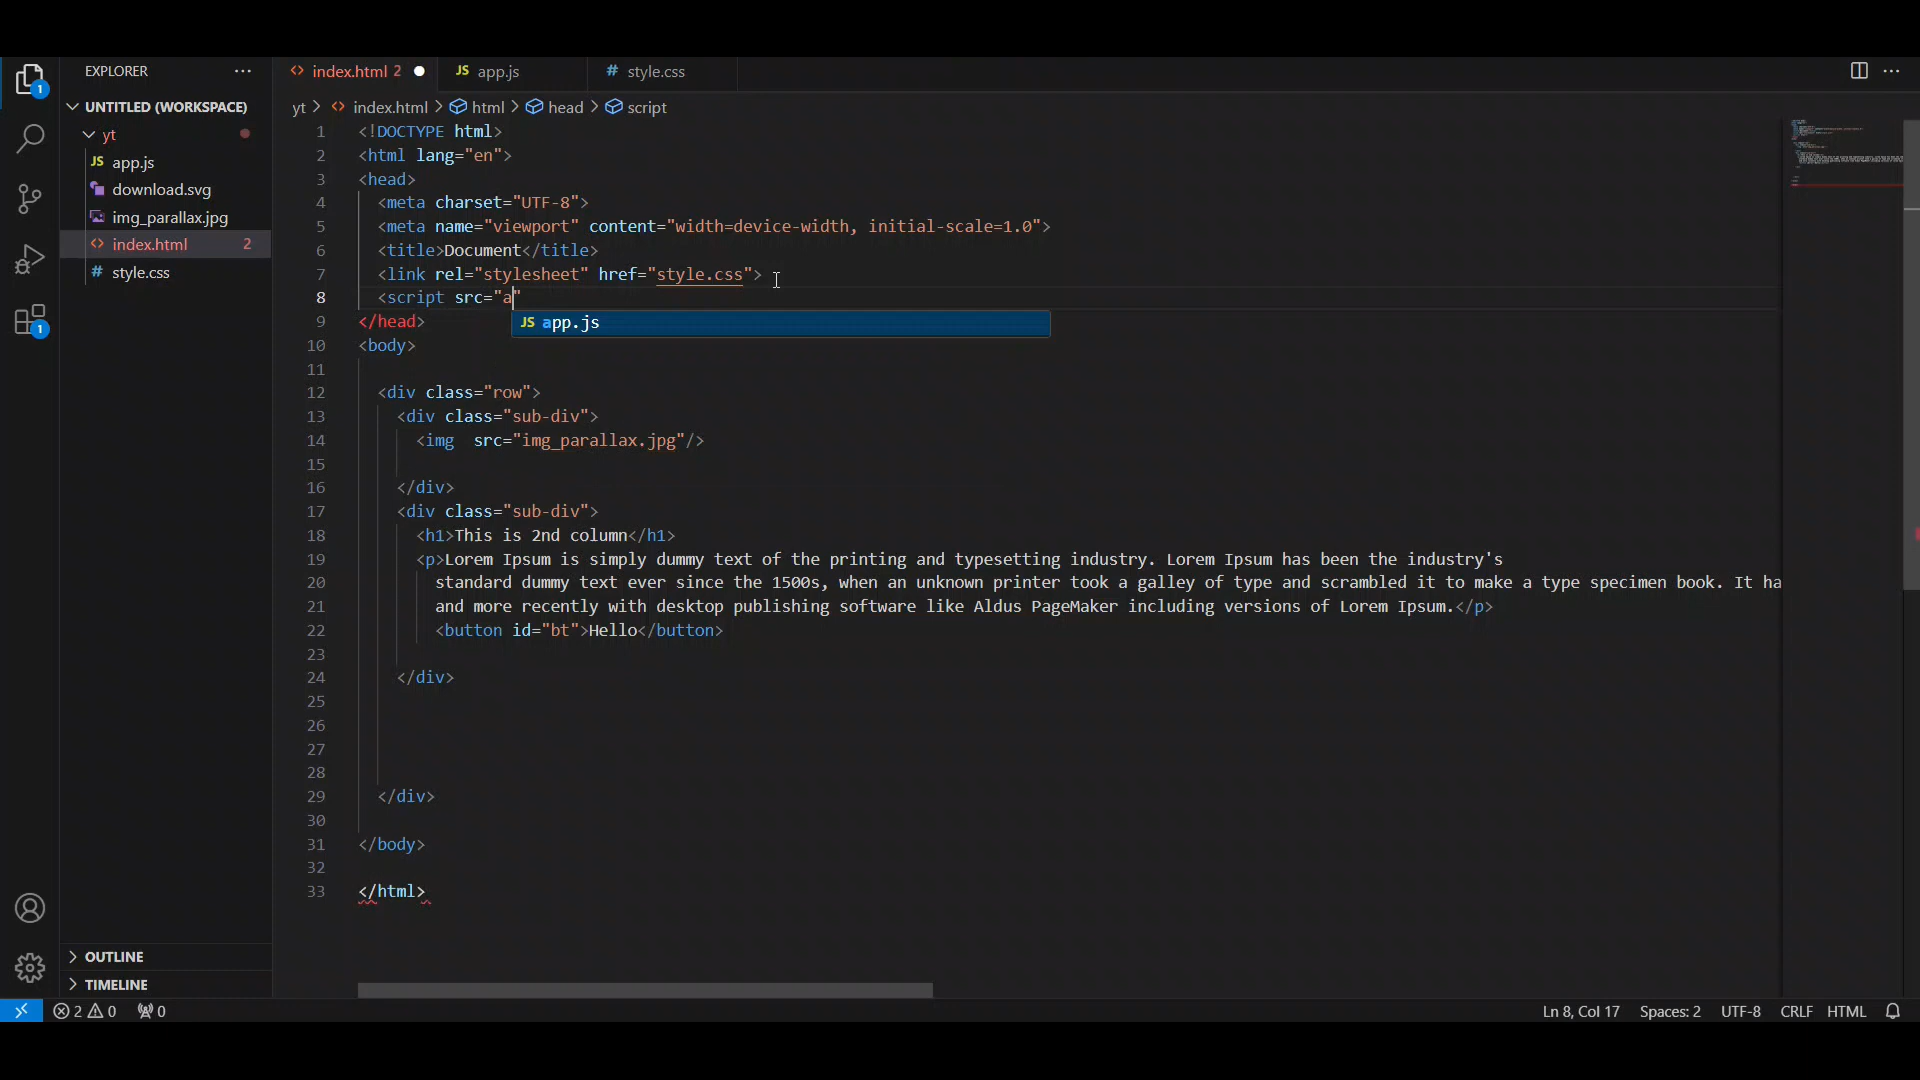 EXPLORER
UNTITLED (WORKSPACE)
yt
JS app.js
download.svg
img_parallax.jpg
<> index.html 2
# style.css
OUTLINE
TIMELINE
1
1
<> index.html 2
JS app.js
# style.css
yt > <> index.html > html > head > script
1 <!DOCTYPE html>
2 <html lang="en">
3 <head>
4 <meta charset="UTF-8">
5 <meta name="viewport" content="width=device-width, initial-scale=1.0">
6 <title>Document</title>
7 <link rel="stylesheet" href="style.css">
8 <script src="a"
JS app.js
9 </head>
10 <body>
11
12 <div class="row">
13 <div class="sub-div">
14 <img  src="img_parallax.jpg"/>
15
16 </div>
17 <div class="sub-div">
18 <h1>This is 2nd column</h1>
19 <p>Lorem Ipsum is simply dummy text of the printing and typesetting industry. Lorem Ipsum has been the industry's
20 standard dummy text ever since the 1500s, when an unknown printer took a galley of type and scrambled it to make a type specimen book. It ha
21 and more recently with desktop publishing software like Aldus PageMaker including versions of Lorem Ipsum.</p>
22 <button id="bt">Hello</button>
23
24 </div>
25
26
27
28
29 </div>
30
31 </body>
32
33 </html>
2 0 0
Ln 8, Col 17 Spaces: 2 UTF-8 CRLF HTML